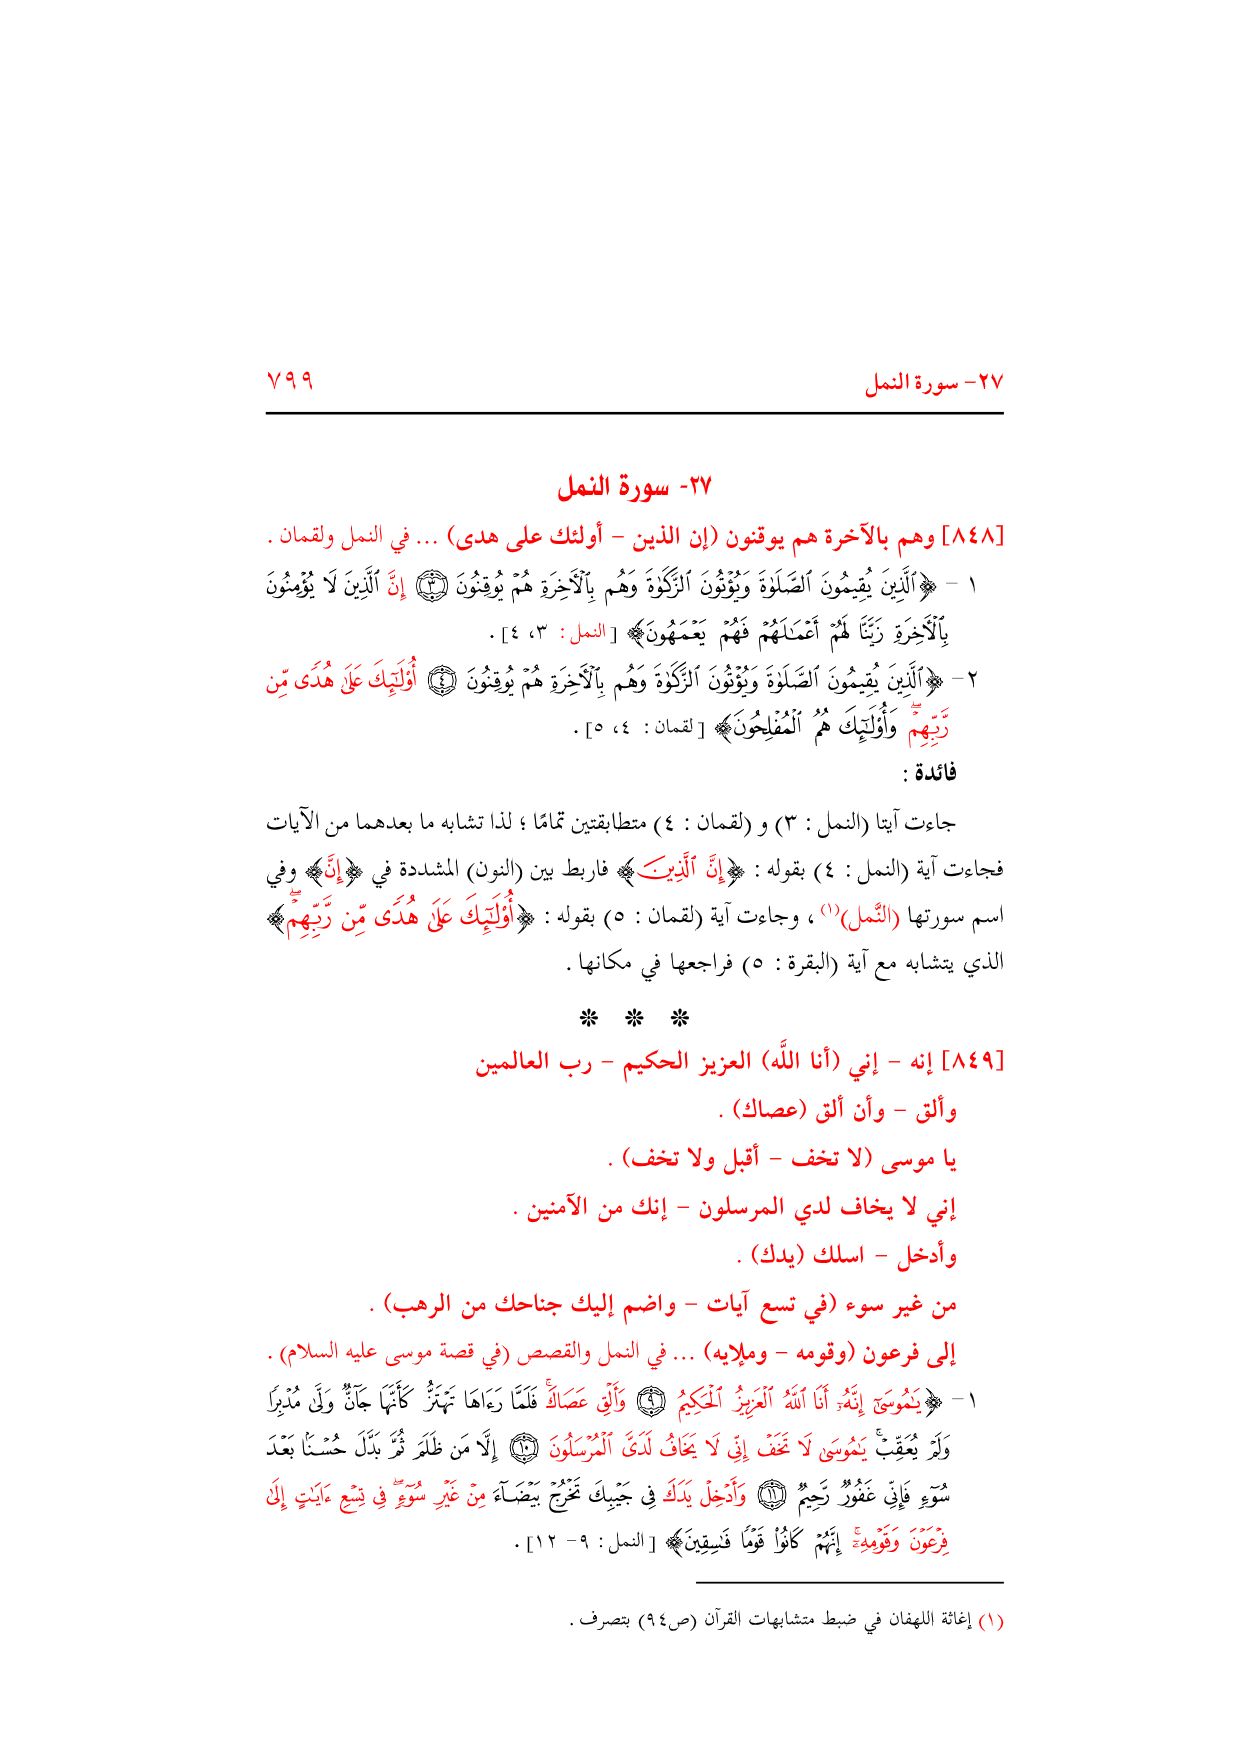 ٢٧- سورة النمل
٧٩٩
٢٧- سورة النمل
[٨٤٨] وهم بالآخرة هم يوقنون (إن الذين – أولئك على هدى) ... في النمل ولقمان .
١ – ﴿ٱلَّذِينَ يُقِيمُونَ ٱلصَّلَوٰةَ وَيُؤْتُونَ ٱلزَّكَوٰةَ وَهُم بِٱلْأَخِرَةِ هُمْ يُوقِنُونَ ۝٣ إِنَّ ٱلَّذِينَ لَا يُؤْمِنُونَ
بِٱلْأَخِرَةِ زَيَّنَّا لَهُمْ أَعْمَـٰلَهُمْ فَهُمْ يَعْمَهُونَ﴾ [النمل: ٣، ٤] .
٢ – ﴿ٱلَّذِينَ يُقِيمُونَ ٱلصَّلَوٰةَ وَيُؤْتُونَ ٱلزَّكَوٰةَ وَهُم بِٱلْأَخِرَةِ هُمْ يُوقِنُونَ ۝٤ أُو۟لَـٰٓئِكَ عَلَىٰ هُدًى مِّن
رَّبِّهِمْ ۖ وَأُو۟لَـٰٓئِكَ هُمُ ٱلْمُفْلِحُونَ﴾ [لقمان: ٤، ٥] .
فائدة :
جاءت آيتا (النمل : ٣) و (لقمان : ٤) متطابقتين تمامًا ؛ لذا تشابه ما بعدهما من الآيات
فجاءت آية (النمل : ٤) بقوله : ﴿إِنَّ ٱلَّذِينَ﴾ فاربط بين (النون) المشددة في ﴿إِنَّ﴾ وفي
اسم سورتها (النَّمل)(١) ، وجاءت آية (لقمان : ٥) بقوله : ﴿أُو۟لَـٰٓئِكَ عَلَىٰ هُدًى مِّن رَّبِّهِمْ ۖ﴾
الذي يتشابه مع آية (البقرة : ٥) فراجعها في مكانها .
❊ ❊ ❊
[٨٤٩] إنه – إني (أنا اللَّه) العزيز الحكيم – رب العالمين
وألق – وأن ألق (عصاك) .
يا موسى (لا تخف – أقبل ولا تخف) .
إني لا يخاف لدي المرسلون – إنك من الآمنين .
وأدخل – اسلك (يدك) .
من غير سوء (في تسع آيات – واضم إليك جناحك من الرهب) .
إلى فرعون (وقومه – وملإيه) ... في النمل والقصص (في قصة موسى عليه السلام) .
١ – ﴿يَـٰمُوسَىٰٓ إِنَّهُۥٓ أَنَا ٱللَّهُ ٱلْعَزِيزُ ٱلْحَكِيمُ ۝٩ وَأَلْقِ عَصَاكَ ۚ فَلَمَّا رَءَاهَا تَهْتَزُّ كَأَنَّهَا جَآنٌّ وَلَّىٰ مُدْبِرًا
وَلَمْ يُعَقِّبْ ۚ يَـٰمُوسَىٰ لَا تَخَفْ إِنِّى لَا يَخَافُ لَدَىَّ ٱلْمُرْسَلُونَ ۝١٠ إِلَّا مَن ظَلَمَ ثُمَّ بَدَّلَ حُسْنًۢا بَعْدَ
سُوٓءٍ فَإِنِّى غَفُورٌ رَّحِيمٌ ۝١١ وَأَدْخِلْ يَدَكَ فِى جَيْبِكَ تَخْرُجْ بَيْضَآءَ مِنْ غَيْرِ سُوٓءٍ ۖ فِى تِسْعِ ءَايَـٰتٍ إِلَىٰ
فِرْعَوْنَ وَقَوْمِهِۦٓ ۚ إِنَّهُمْ كَانُوا۟ قَوْمًا فَـٰسِقِينَ﴾ [النمل: ٩- ١٢] .
(١) إغاثة اللهفان في ضبط متشابهات القرآن (ص٩٤) بتصرف .